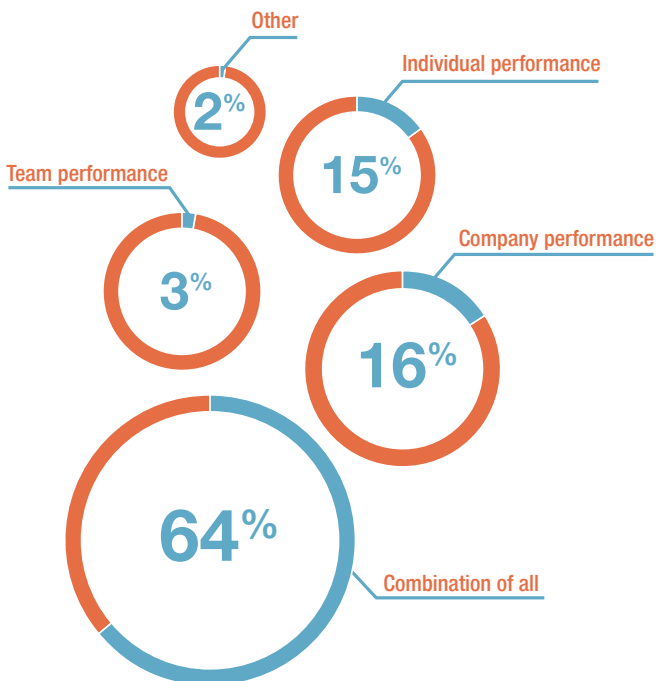 Other
2%
Individual performance
15%
Team performance
3%
Company performance
16%
64%
Combination of all